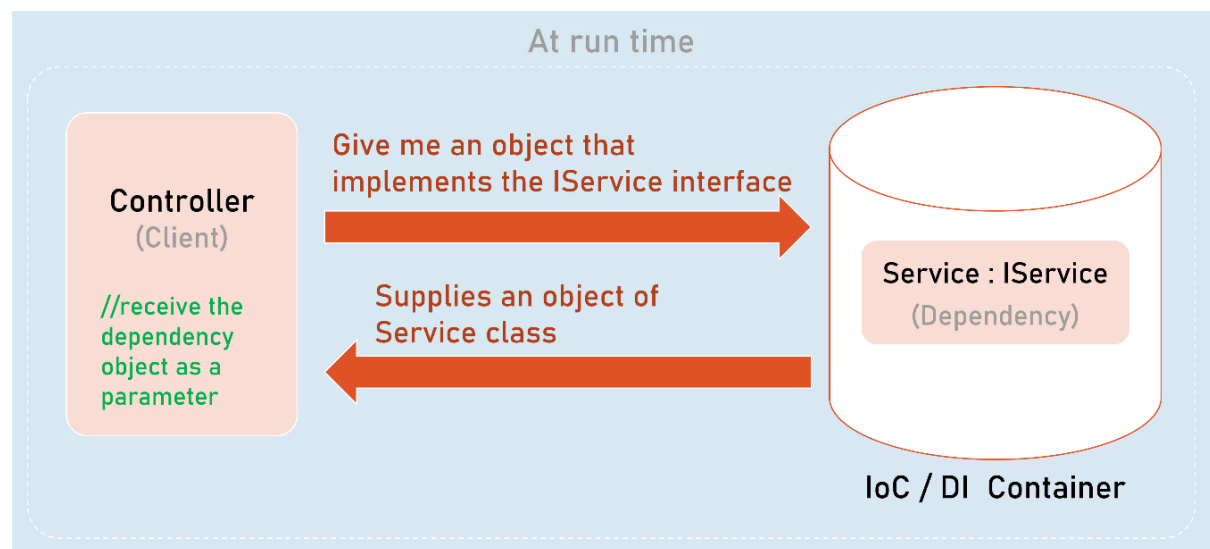 At run time
Controller
(Client)
//receive the
dependency
object as a
parameter
Give me an object that
implements the IService interface
Supplies an object of
Service class
Service : IService
(Dependency)
IoC / DI Container